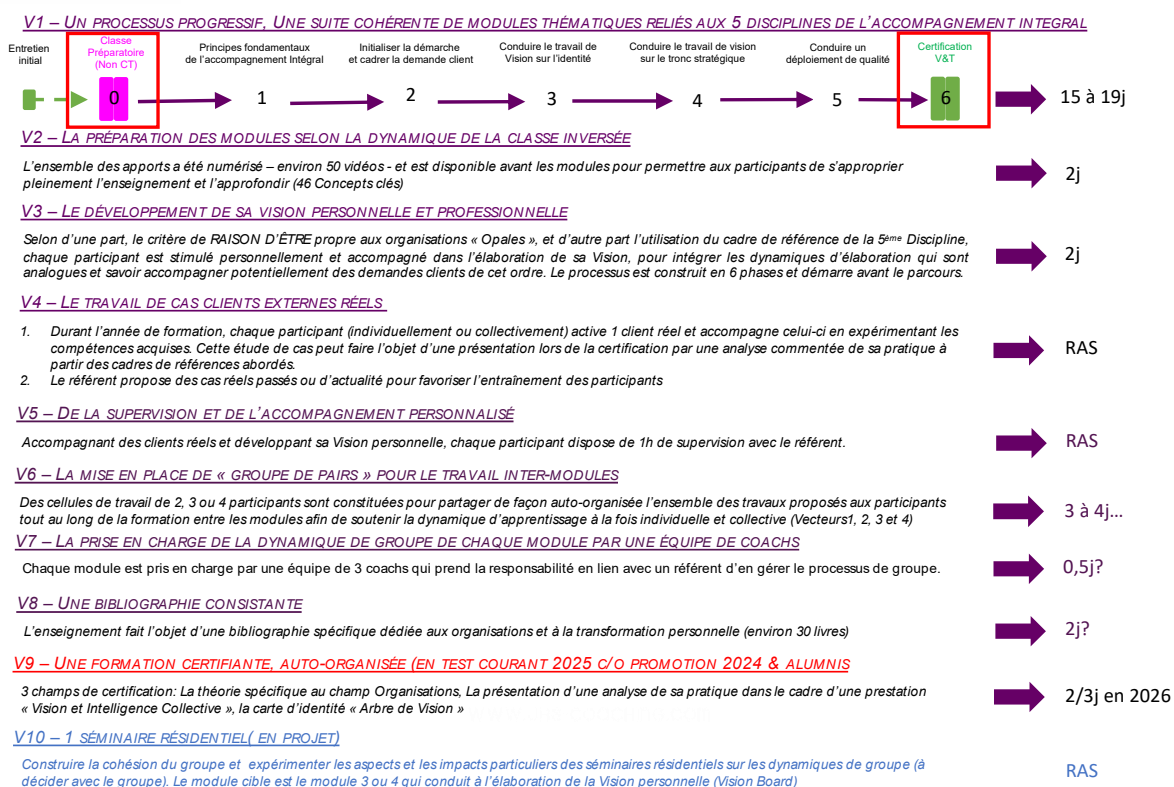 V1 – UN PROCESSUS PROGRESSIF, UNE SUITE COHÉRENTE DE MODULES THÉMATIQUES RELIÉS AUX 5 DISCIPLINES DE L'ACCOMPAGNEMENT INTEGRAL
Entretien
initial
Classe
Préparatoire
(Non CT)
Principes fondamentaux
de l'accompagnement Intégral
Initialiser la démarche
et cadrer la demande client
Conduire le travail de
Vision sur l'identité
Conduire le travail de vision
sur le tronc stratégique
Conduire un
déploiement de qualité
Certification
V&T
0 1 2 3 4 5 6 15 à 19j
V2 – LA PRÉPARATION DES MODULES SELON LA DYNAMIQUE DE LA CLASSE INVERSÉE
L'ensemble des apports a été numérisé – environ 50 vidéos - et est disponible avant les modules pour permettre aux participants de s'approprier
pleinement l'enseignement et l'approfondir (46 Concepts clés)
2j
V3 – LE DÉVELOPPEMENT DE SA VISION PERSONNELLE ET PROFESSIONNELLE
Selon d'une part, le critère de RAISON D'ÊTRE propre aux organisations « Opales », et d'autre part l'utilisation du cadre de référence de la 5ème Discipline,
chaque participant est stimulé personnellement et accompagné dans l'élaboration de sa Vision, pour intégrer les dynamiques d'élaboration qui sont
analogues et savoir accompagner potentiellement des demandes clients de cet ordre. Le processus est construit en 6 phases et démarre avant le parcours.
2j
V4 – LE TRAVAIL DE CAS CLIENTS EXTERNES RÉELS
1. Durant l'année de formation, chaque participant (individuellement ou collectivement) active 1 client réel et accompagne celui-ci en expérimentant les
compétences acquises. Cette étude de cas peut faire l'objet d'une présentation lors de la certification par une analyse commentée de sa pratique à
partir des cadres de références abordés.
2. Le référent propose des cas réels passés ou d'actualité pour favoriser l'entraînement des participants
RAS
V5 – DE LA SUPERVISION ET DE L'ACCOMPAGNEMENT PERSONNALISÉ
Accompagnant des clients réels et développant sa Vision personnelle, chaque participant dispose de 1h de supervision avec le référent.
RAS
V6 – LA MISE EN PLACE DE « GROUPE DE PAIRS » POUR LE TRAVAIL INTER-MODULES
Des cellules de travail de 2, 3 ou 4 participants sont constituées pour partager de façon auto-organisée l'ensemble des travaux proposés aux participants
tout au long de la formation entre les modules afin de soutenir la dynamique d'apprentissage à la fois individuelle et collective (Vecteurs1, 2, 3 et 4)
3 à 4j...
V7 – LA PRISE EN CHARGE DE LA DYNAMIQUE DE GROUPE DE CHAQUE MODULE PAR UNE ÉQUIPE DE COACHS
Chaque module est pris en charge par une équipe de 3 coachs qui prend la responsabilité en lien avec un référent d'en gérer le processus de groupe.
0,5j?
V8 – UNE BIBLIOGRAPHIE CONSISTANTE
L'enseignement fait l'objet d'une bibliographie spécifique dédiée aux organisations et à la transformation personnelle (environ 30 livres)
2j?
V9 – UNE FORMATION CERTIFIANTE, AUTO-ORGANISÉE (EN TEST COURANT 2025 C/O PROMOTION 2024 & ALUMNIS
3 champs de certification: La théorie spécifique au champ Organisations, La présentation d'une analyse de sa pratique dans le cadre d'une prestation
« Vision et Intelligence Collective », la carte d'identité « Arbre de Vision »
2/3j en 2026
V10 – 1 SÉMINAIRE RÉSIDENTIEL( EN PROJET)
Construire la cohésion du groupe et expérimenter les aspects et les impacts particuliers des séminaires résidentiels sur les dynamiques de groupe (à
décider avec le groupe). Le module cible est le module 3 ou 4 qui conduit à l'élaboration de la Vision personnelle (Vision Board)
RAS